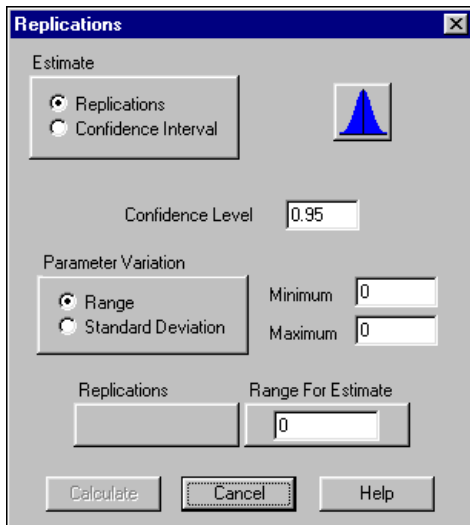 Replications
Estimate
Replications
Confidence Interval
Confidence Level 0.95
Parameter Variation
Range
Standard Deviation
Minimum 0
Maximum 0
Replications
Range For Estimate
0
Calculate Cancel Help